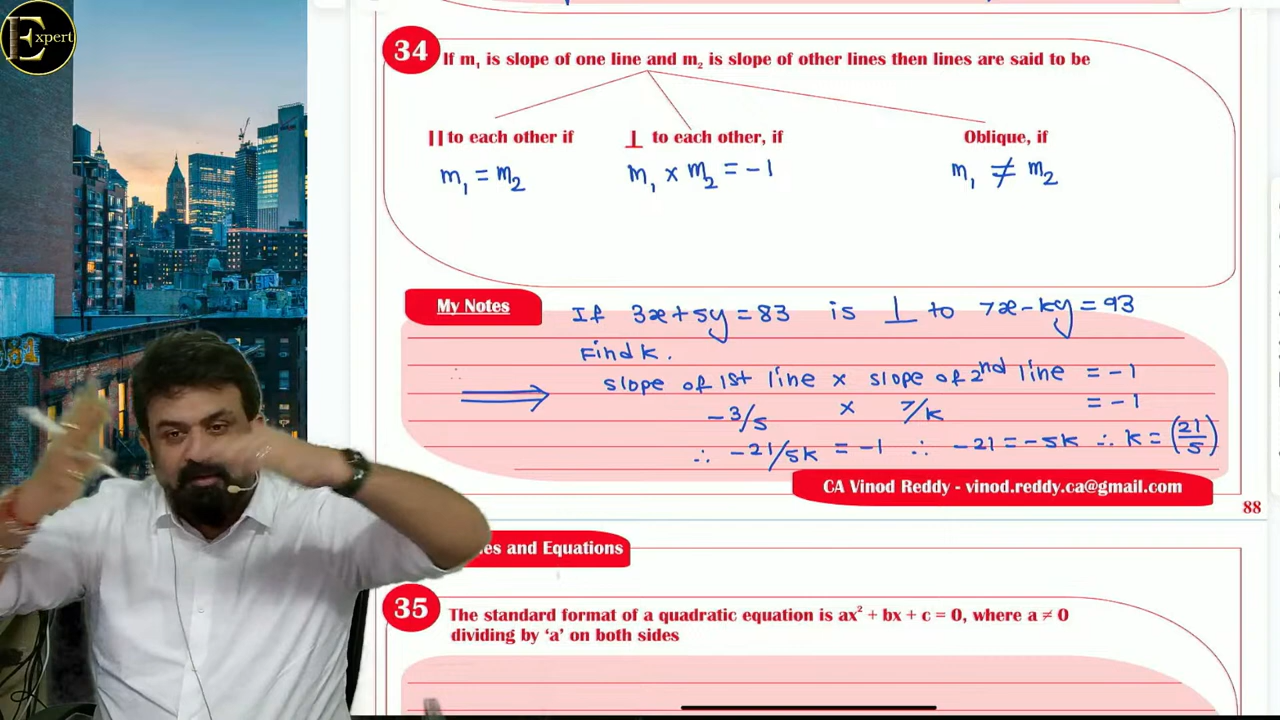 Expert
34 If m₁ is slope of one line and m₂ is slope of other lines then lines are said to be
|| to each other if ⊥ to each other, if Oblique, if
m₁ = m₂ m₁ × m₂ = -1 m₁ ≠ m₂
My Notes If 3x+5y=83 is ⊥ to 7x-ky=93
Find k.
⟹ slope of 1st line × slope of 2nd line = -1
-3/5 × 7/k = -1
∴ -21/5k = -1 ∴ -21 = -5k ∴ k = (21/5)
CA Vinod Reddy - vinod.reddy.ca@gmail.com
88
and Equations
35 The standard format of a quadratic equation is ax² + bx + c = 0, where a ≠ 0
dividing by 'a' on both sides